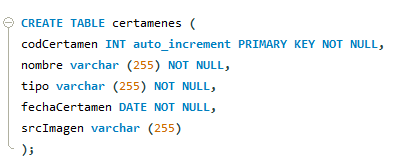 CREATE TABLE certamenes (
codCertamen INT auto_increment PRIMARY KEY NOT NULL,
nombre varchar (255) NOT NULL,
tipo varchar (255) NOT NULL,
fechaCertamen DATE NOT NULL,
srcImagen varchar (255)
);